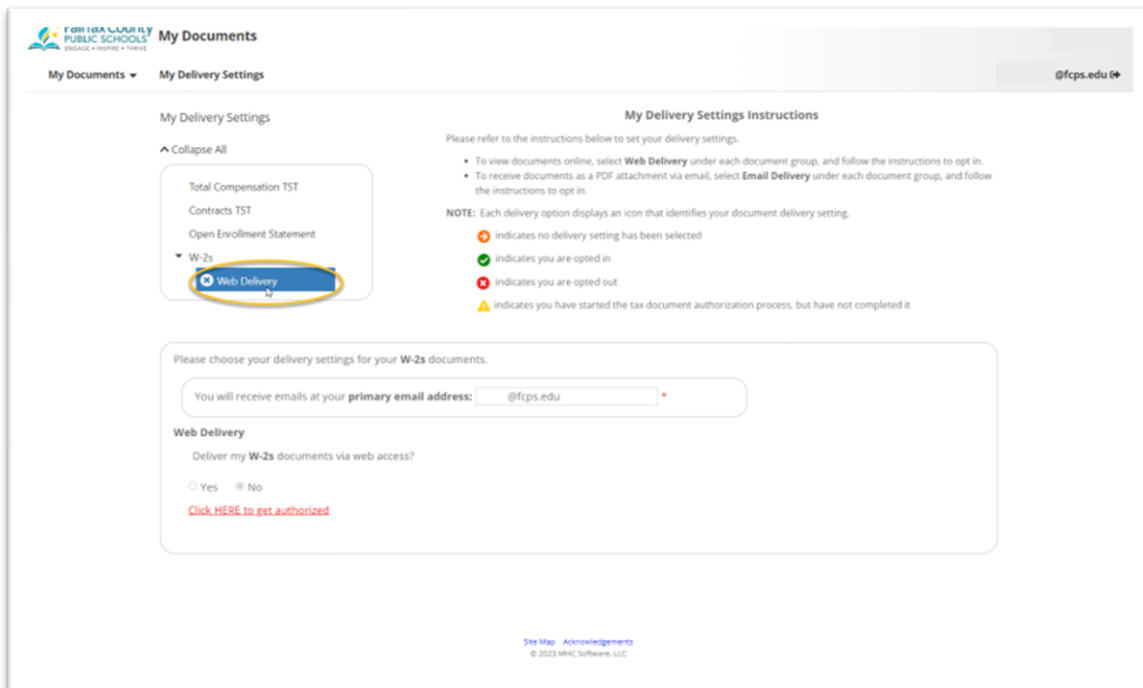 Fairfax County
PUBLIC SCHOOLS
ENGAGE • INSPIRE • THRIVE
My Documents
My Documents
My Delivery Settings
@fcps.edu
My Delivery Settings
Collapse All
Total Compensation TST
Contracts TST
Open Enrollment Statement
W-2s
Web Delivery
My Delivery Settings Instructions
Please refer to the instructions below to set your delivery settings.
• To view documents online, select Web Delivery under each document group, and follow the instructions to opt in.
• To receive documents as a PDF attachment via email, select Email Delivery under each document group, and follow
the instructions to opt in.
NOTE: Each delivery option displays an icon that identifies your document delivery setting.
indicates no delivery setting has been selected
indicates you are opted in
indicates you are opted out
indicates you have started the tax document authorization process, but have not completed it
Please choose your delivery settings for your W-2s documents.
You will receive emails at your primary email address: @fcps.edu *
Web Delivery
Deliver my W-2s documents via web access?
Yes No
Click HERE to get authorized
Site Map Acknowledgements
© 2023 MHC Software, LLC